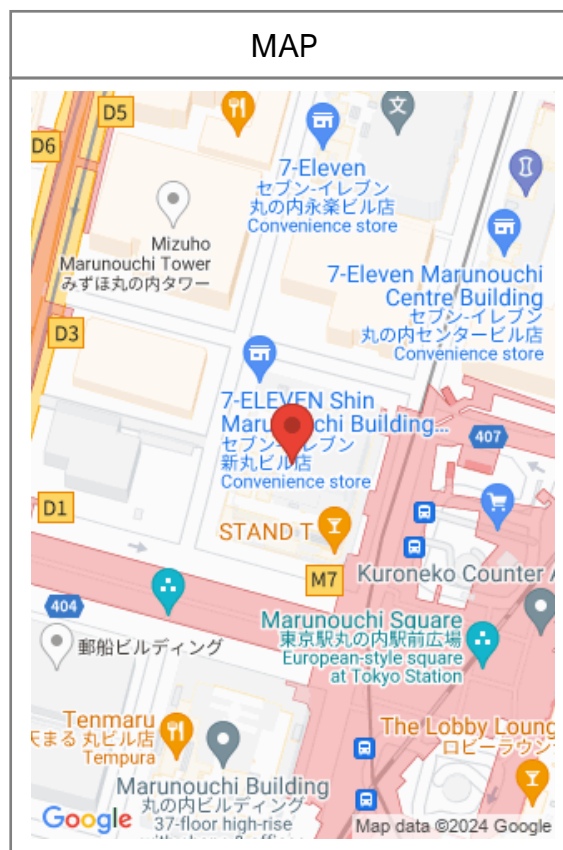 MAP
D5
D6
7-Eleven
セブン-イレブン
丸の内永楽ビル店
Convenience store
文
Mizuho
Marunouchi Tower
みずほ丸の内タワー
7-Eleven Marunouchi
Centre Building
セブン-イレブン
丸の内センタービル店
Convenience store
D3
7-ELEVEN Shin
Marunouchi Building...
セブン-イレブン
新丸ビル店
Convenience store
407
D1
STAND T
M7
Kuroneko Counter A
404
Marunouchi Square
東京駅丸の内駅前広場
European-style square
at Tokyo Station
郵船ビルディング
Tenmaru
天まる 丸ビル店
Tempura
The Lobby Loung
ロビーラウン
Marunouchi Building
丸の内ビルディング
37-floor high-rise
Google
Map data ©2024 Google